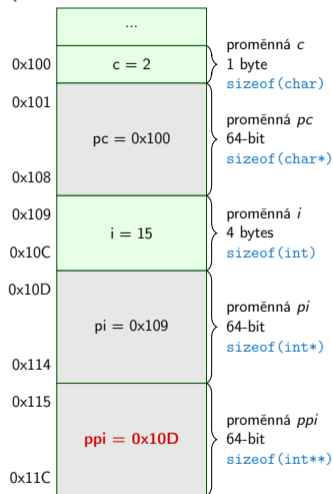 ...
proměnná c
0x100
c = 2
1 byte
sizeof(char)
0x101
proměnná pc
pc = 0x100
64-bit
sizeof(char*)
0x108
0x109
proměnná i
i = 15
4 bytes
0x10C
sizeof(int)
0x10D
proměnná pi
pi = 0x109
64-bit
sizeof(int*)
0x114
0x115
proměnná ppi
ppi = 0x10D
64-bit
sizeof(int**)
0x11C